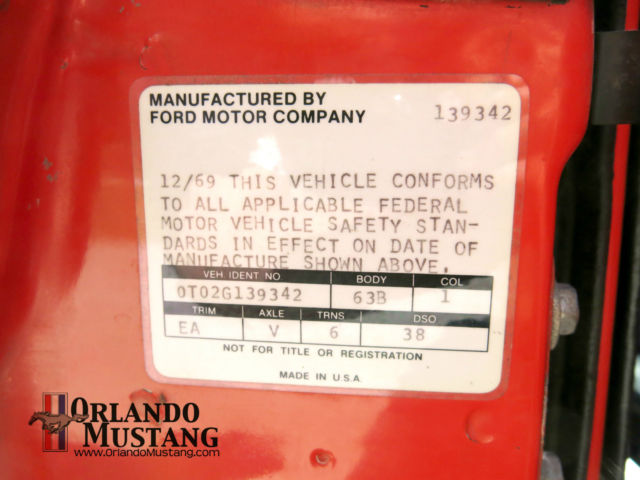 MANUFACTURED BY
FORD MOTOR COMPANY 139342
12/69 THIS VEHICLE CONFORMS
TO ALL APPLICABLE FEDERAL
MOTOR VEHICLE SAFETY STAN-
DARDS IN EFFECT ON DATE OF
MANUFACTURE SHOWN ABOVE.
VEH IDENT NO. BODY COL
0T02G139342 63B 1
TRIM AXLE TRNS DSO
EA V 6 38
NOT FOR TITLE OR REGISTRATION
MADE IN U.S.A.
ORLANDO
MUSTANG
www.OrlandoMustang.com